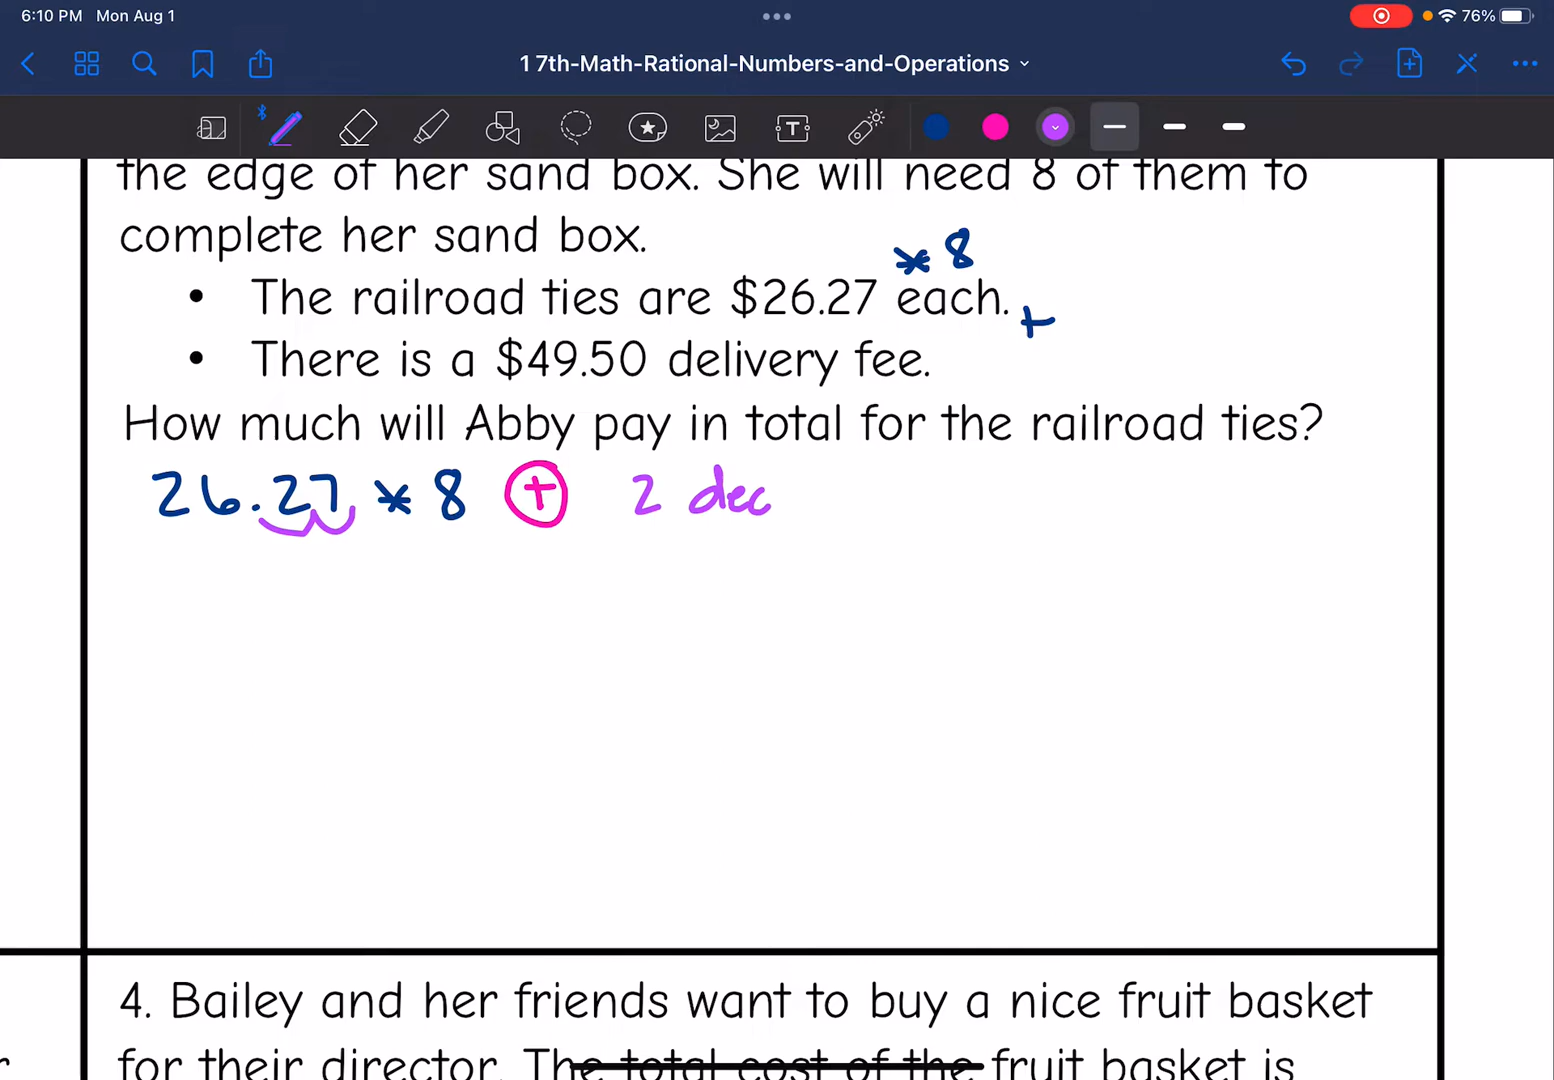 6:10 PM Mon Aug 1
76%
1 7th-Math-Rational-Numbers-and-Operations
T
the edge of her sand box. She will need 8 of them to
complete her sand box.
* 8
• The railroad ties are $26.27 each.
+
• There is a $49.50 delivery fee.
How much will Abby pay in total for the railroad ties?
26.27 * 8 + 2 dec
4. Bailey and her friends want to buy a nice fruit basket
r for their director. The total cost of the fruit basket is